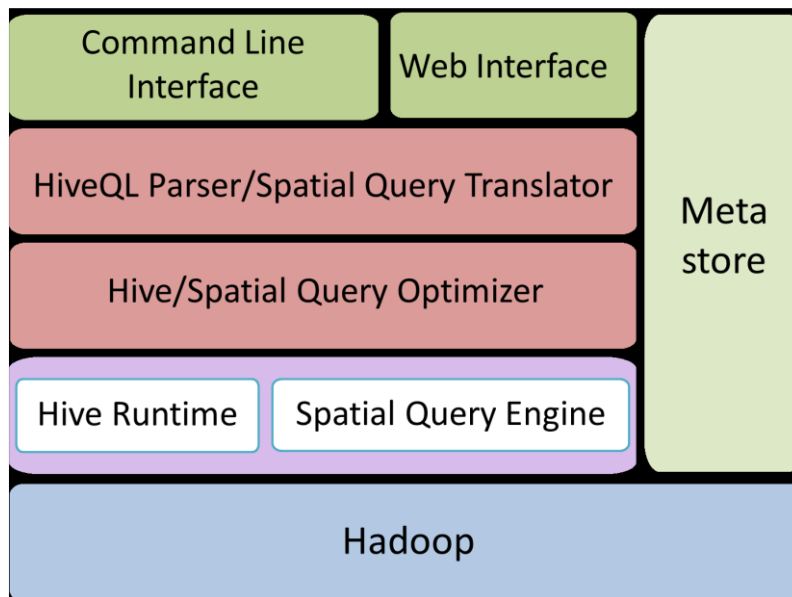 Command Line
Interface
Web Interface
HiveQL Parser/Spatial Query Translator
Meta
store
Hive/Spatial Query Optimizer
Hive Runtime
Spatial Query Engine
Hadoop